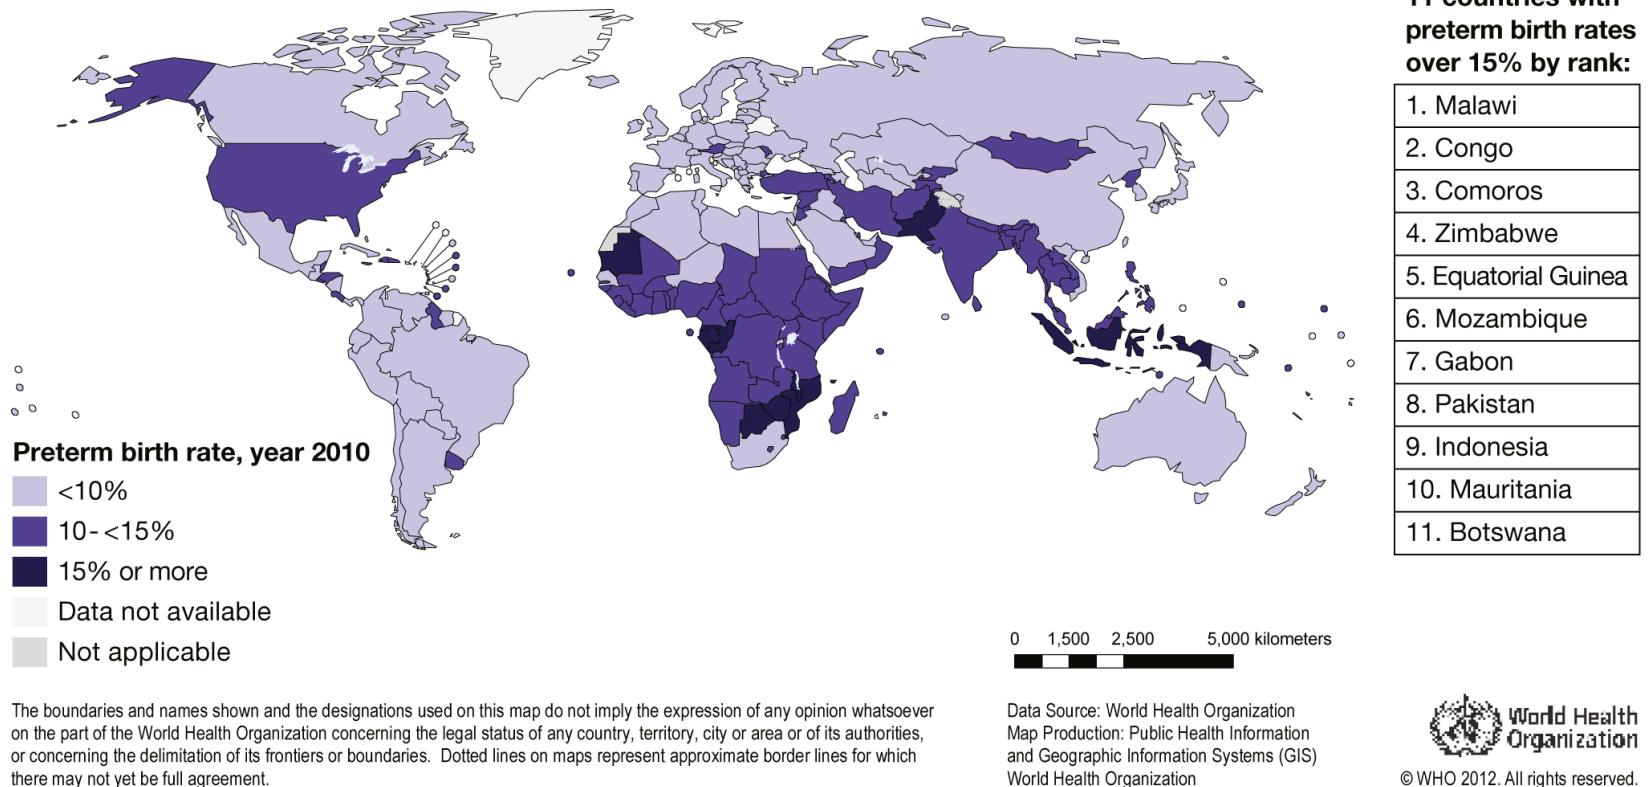 11 countries with
preterm birth rates
over 15% by rank:
1. Malawi
2. Congo
3. Comoros
4. Zimbabwe
5. Equatorial Guinea
6. Mozambique
7. Gabon
8. Pakistan
9. Indonesia
10. Mauritania
11. Botswana
Preterm birth rate, year 2010
<10%
10-<15%
15% or more
Data not available
Not applicable
0 1,500 2,500 5,000 kilometers
The boundaries and names shown and the designations used on this map do not imply the expression of any opinion whatsoever
on the part of the World Health Organization concerning the legal status of any country, territory, city or area or of its authorities,
or concerning the delimitation of its frontiers or boundaries. Dotted lines on maps represent approximate border lines for which
there may not yet be full agreement.
Data Source: World Health Organization
Map Production: Public Health Information
and Geographic Information Systems (GIS)
World Health Organization
World Health
Organization
© WHO 2012. All rights reserved.